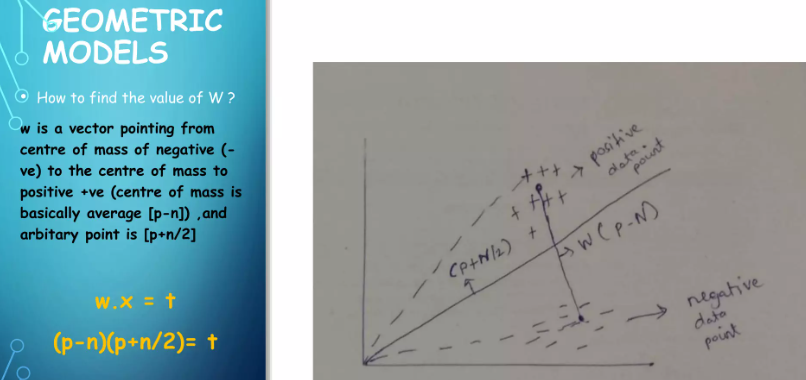 GEOMETRIC
MODELS
How to find the value of W ?
w is a vector pointing from
centre of mass of negative (-
ve) to the centre of mass to
positive +ve (centre of mass is
basically average [p-n]) ,and
arbitary point is [p+n/2]
w.x = t
(p-n)(p+n/2)= t
+ + +
+ + + +
+
positive
data.
point
(P+N/2)
W(P-N)
negative
data
point